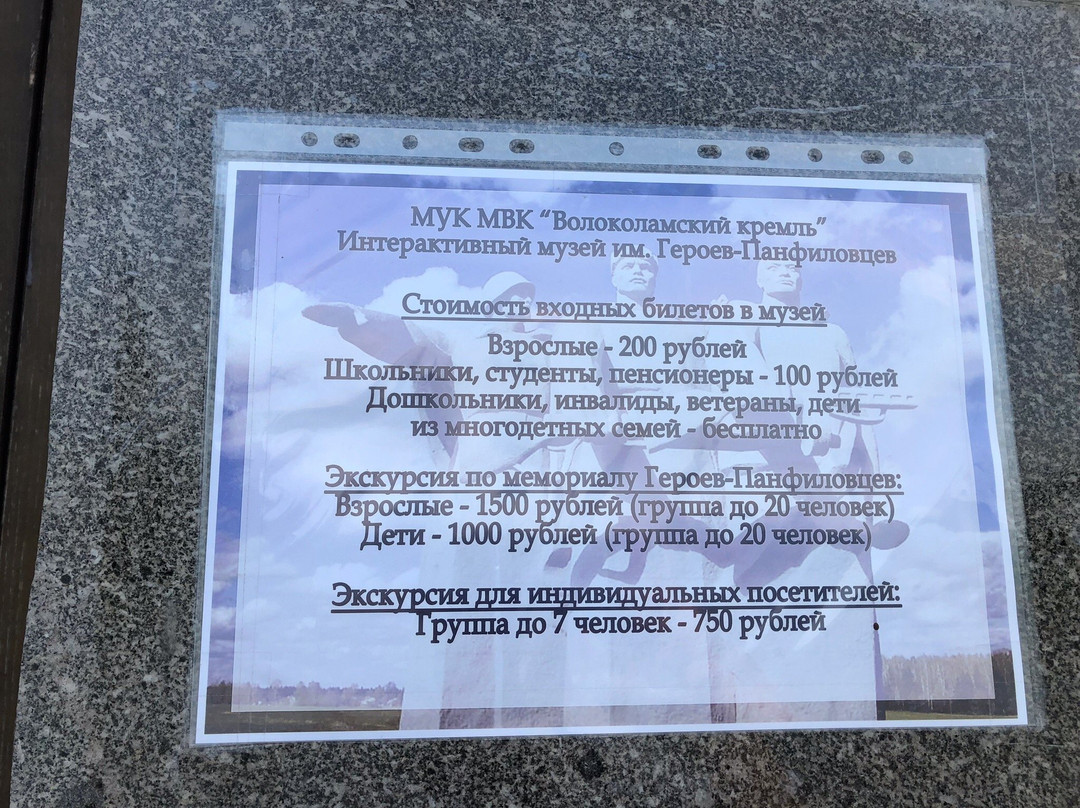 МУК МВК “Волоколамский кремль”
Интерактивный музей им. Героев-Панфиловцев
Стоимость входных билетов в музей
Взрослые - 200 рублей
Школьники, студенты, пенсионеры - 100 рублей
Дошкольники, инвалиды, ветераны, дети
из многодетных семей - бесплатно
Экскурсия по мемориалу Героев-Панфиловцев:
Взрослые - 1500 рублей (группа до 20 человек)
Дети - 1000 рублей (группа до 20 человек)
Экскурсия для индивидуальных посетителей:
Группа до 7 человек - 750 рублей